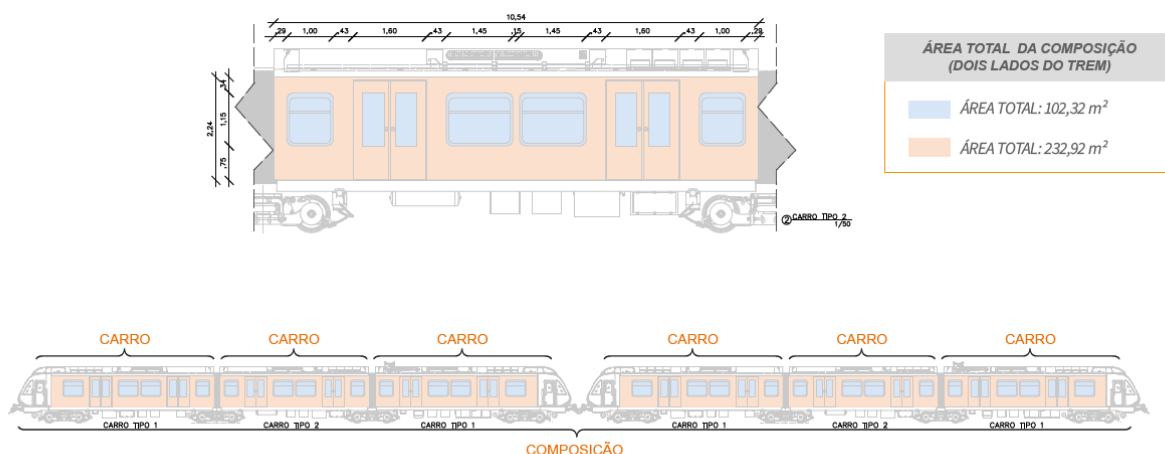 10,54
,29 1,00 ,43 1,60 ,43 1,45 ,15 1,45 ,43 1,60 ,43 1,00 ,29
ÁREA TOTAL DA COMPOSIÇÃO
(DOIS LADOS DO TREM)
ÁREA TOTAL: 102,32 m²
ÁREA TOTAL: 232,92 m²
,34
2,24
1,15
,75
2 CARRO TIPO 2
1/50
CARRO CARRO CARRO CARRO CARRO CARRO
CARRO TIPO 1 CARRO TIPO 2 CARRO TIPO 1 CARRO TIPO 1 CARRO TIPO 2 CARRO TIPO 1
COMPOSIÇÃO